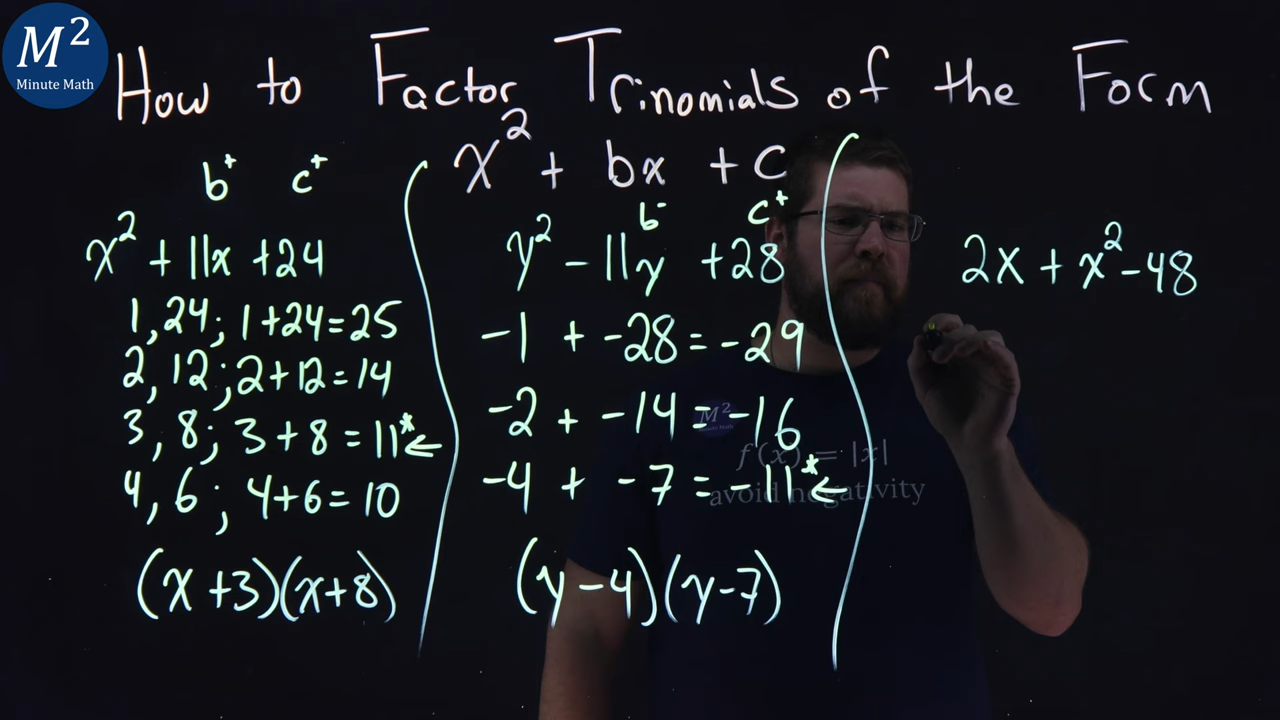 M²
Minute Math
How to Factor Trinomials of the Form
x² + bx + c
b⁺ c⁺
x² + 11x + 24
1, 24; 1+24=25
2, 12; 2+12=14
3, 8; 3+8=11*←
4, 6; 4+6=10
(x+3)(x+8)
b⁻ c⁺
y² - 11y + 28
-1 + -28 = -29
-2 + -14 = -16
-4 + -7 = -11*←
(y-4)(y-7)
2x + x² - 48
M²
Minute Math
f(x) = |x|
avoid negativity